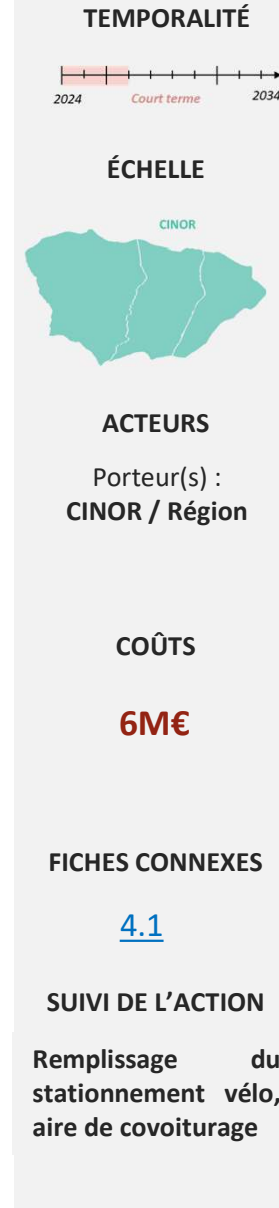 TEMPORALITÉ
2024 Court terme 2034
ÉCHELLE
CINOR
ACTEURS
Porteur(s) :
CINOR / Région
COÛTS
6M€
FICHES CONNEXES
4.1
SUIVI DE L’ACTION
Remplissage du
stationnement vélo,
aire de covoiturage